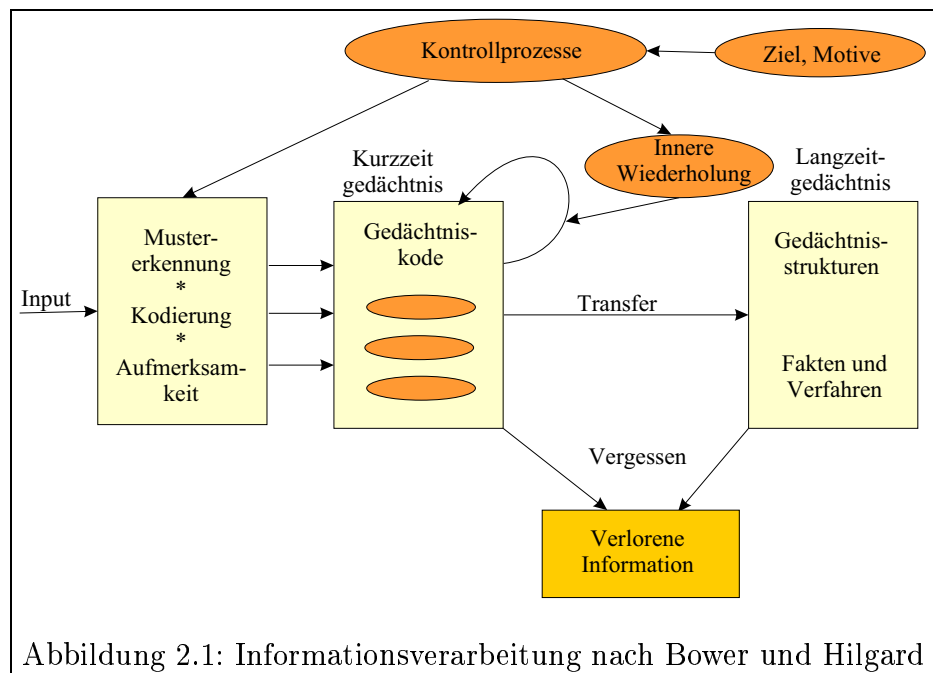 Kontrollprozesse
Ziel, Motive
Innere
Wiederholung
Kurzzeit
gedächtnis
Langzeit-
gedächtnis
Input
Muster-
erkennung
*
Kodierung
*
Aufmerksam-
keit
Gedächtnis-
kode
Transfer
Gedächtnis-
strukturen
Fakten und
Verfahren
Vergessen
Verlorene
Information
Abbildung 2.1: Informationsverarbeitung nach Bower und Hilgard